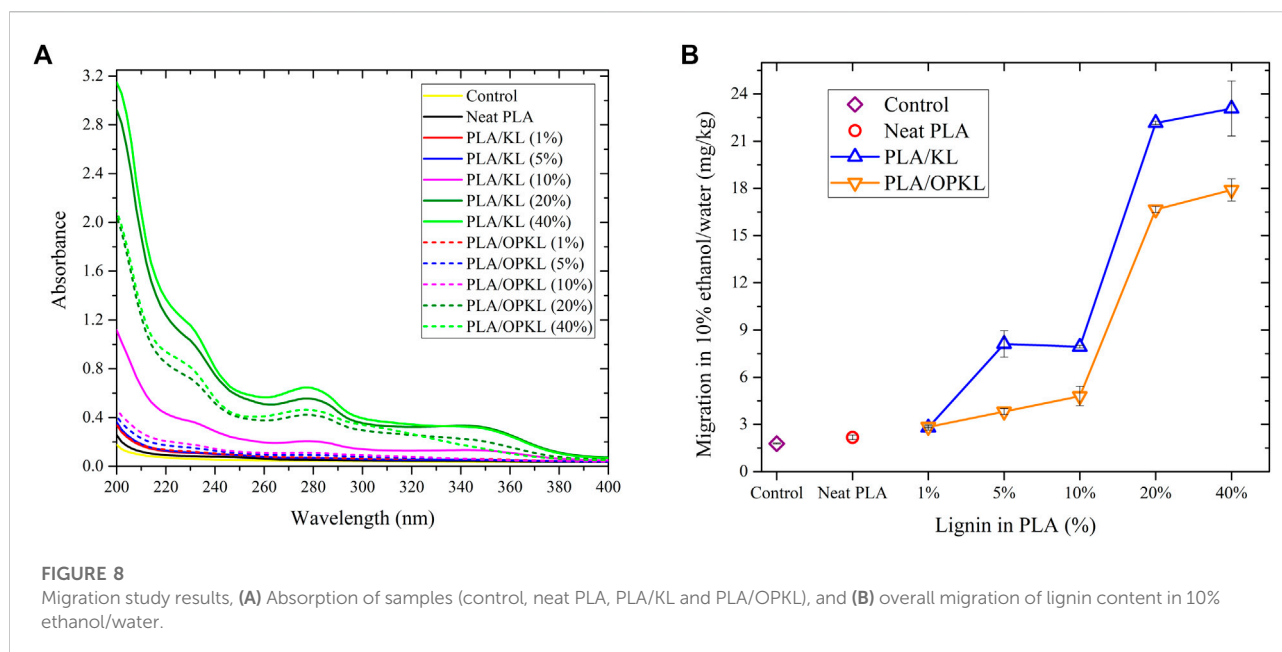 A
3.2
2.8
2.4
2.0
1.6
1.2
0.8
0.4
0.0
Absorbance
200 220 240 260 280 300 320 340 360 380 400
Wavelength (nm)
Control
Neat PLA
PLA/KL (1%)
PLA/KL (5%)
PLA/KL (10%)
PLA/KL (20%)
PLA/KL (40%)
PLA/OPKL (1%)
PLA/OPKL (5%)
PLA/OPKL (10%)
PLA/OPKL (20%)
PLA/OPKL (40%)
B
24
21
18
15
12
9
6
3
0
Migration in 10% ethanol/water (mg/kg)
Control Neat PLA 1% 5% 10% 20% 40%
Lignin in PLA (%)
Control
Neat PLA
PLA/KL
PLA/OPKL
FIGURE 8
Migration study results, (A) Absorption of samples (control, neat PLA, PLA/KL and PLA/OPKL), and (B) overall migration of lignin content in 10%
ethanol/water.